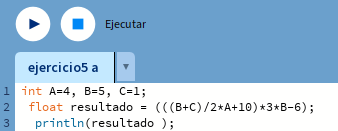 Ejecutar
ejercicio5 a
1 int A=4, B=5, C=1;
2 float resultado = (((B+C)/2*A+10)*3*B-6);
3 println(resultado );